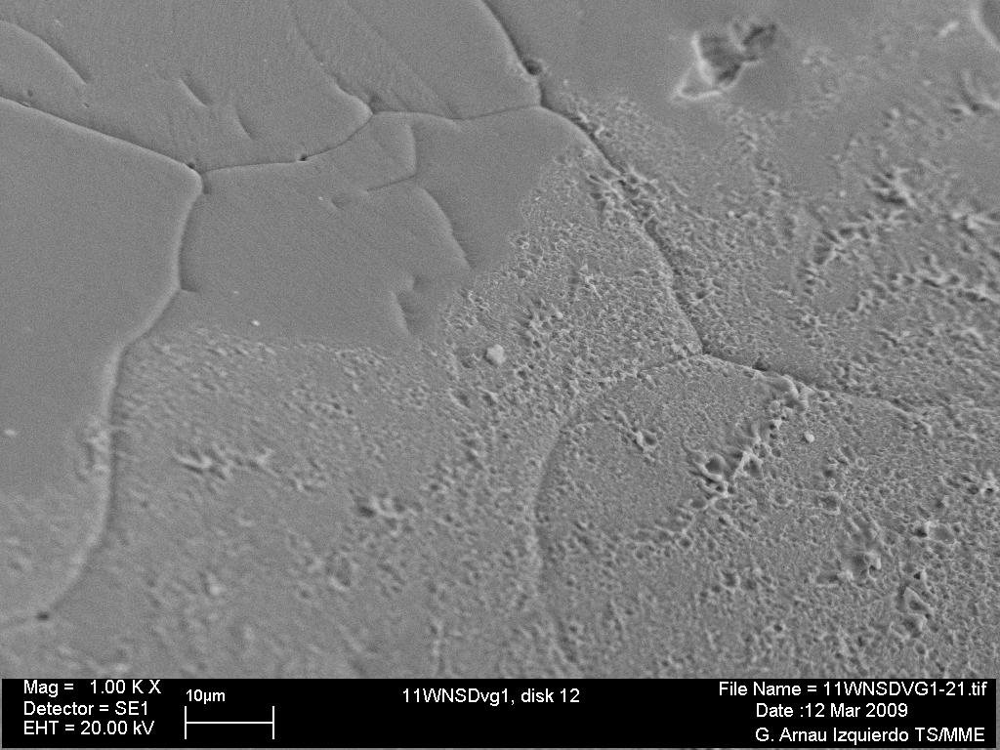 Mag = 1.00 K X
Detector = SE1
EHT = 20.00 kV
10µm
11WNSDvg1, disk 12
File Name = 11WNSDVG1-21.tif
Date :12 Mar 2009
G. Arnau Izquierdo TS/MME